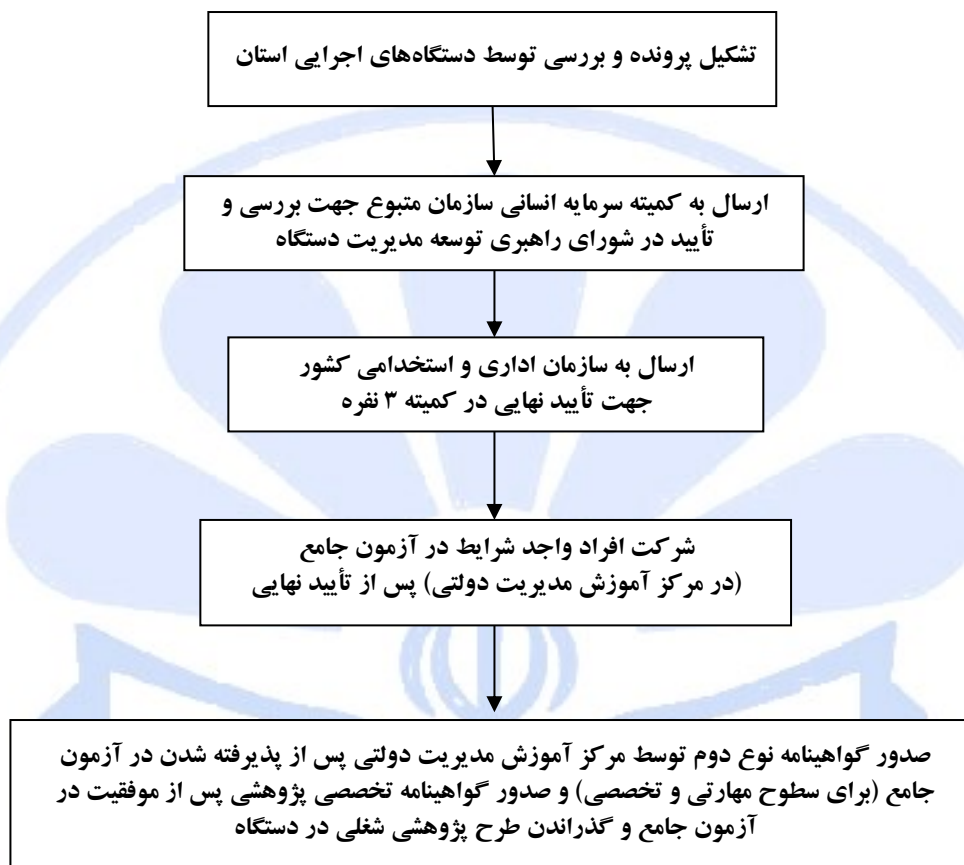 تشکیل پرونده و بررسی توسط دستگاه‌های اجرایی استان
ارسال به کمیته سرمایه انسانی سازمان متبوع جهت بررسی و
تأیید در شورای راهبری توسعه مدیریت دستگاه
ارسال به سازمان اداری و استخدامی کشور
جهت تأیید نهایی در کمیته ۳ نفره
شرکت افراد واجد شرایط در آزمون جامع
(در مرکز آموزش مدیریت دولتی) پس از تأیید نهایی
صدور گواهینامه نوع دوم توسط مرکز آموزش مدیریت دولتی پس از پذیرفته شدن در آزمون
جامع (برای سطوح مهارتی و تخصصی) و صدور گواهینامه تخصصی پژوهشی پس از موفقیت در
آزمون جامع و گذراندن طرح پژوهشی شغلی در دستگاه